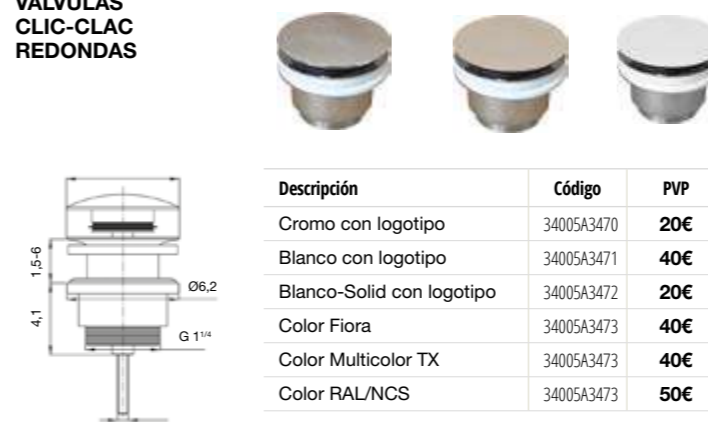 VÁLVULAS
CLIC-CLAC
REDONDAS
1,5-6
4,1
Ø6,2
G 1¹/⁴
Descripción Código PVP
Cromo con logotipo 34005A3470 20€
Blanco con logotipo 34005A3471 40€
Blanco-Solid con logotipo 34005A3472 20€
Color Fiora 34005A3473 40€
Color Multicolor TX 34005A3473 40€
Color RAL/NCS 34005A3473 50€